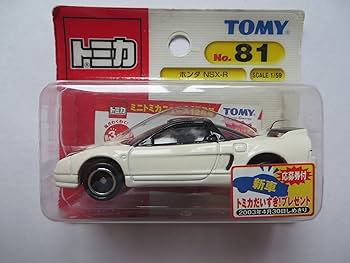 トミカ
TOMY
No. 81
ホンダ NSX-R
SCALE 1/59
トミカ
TOMY
応募券付
新車
トミカだいすき!プレゼント
2003年4月30日しめきり